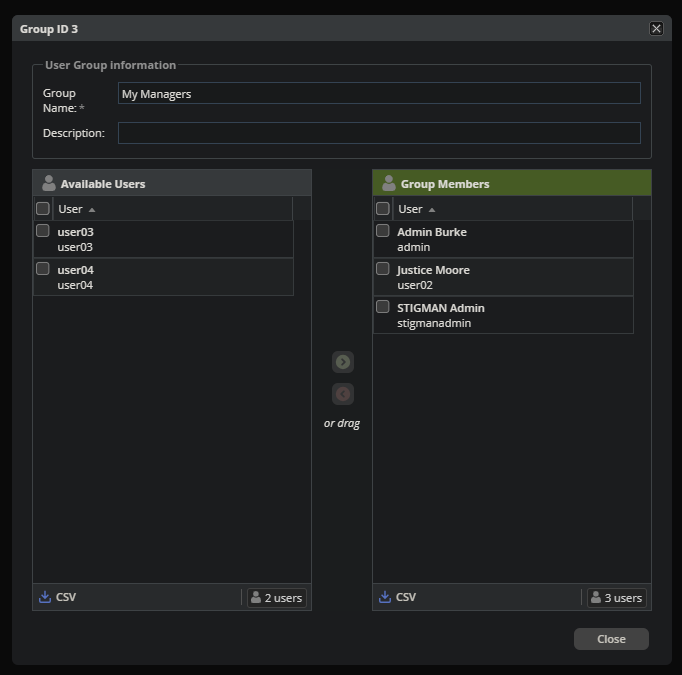 Group ID 3
User Group information
Group
Name: *
My Managers
Description:
Available Users
User
user03
user03
user04
user04
CSV
2 users
or drag
Group Members
User
Admin Burke
admin
Justice Moore
user02
STIGMAN Admin
stigmanadmin
CSV
3 users
Close